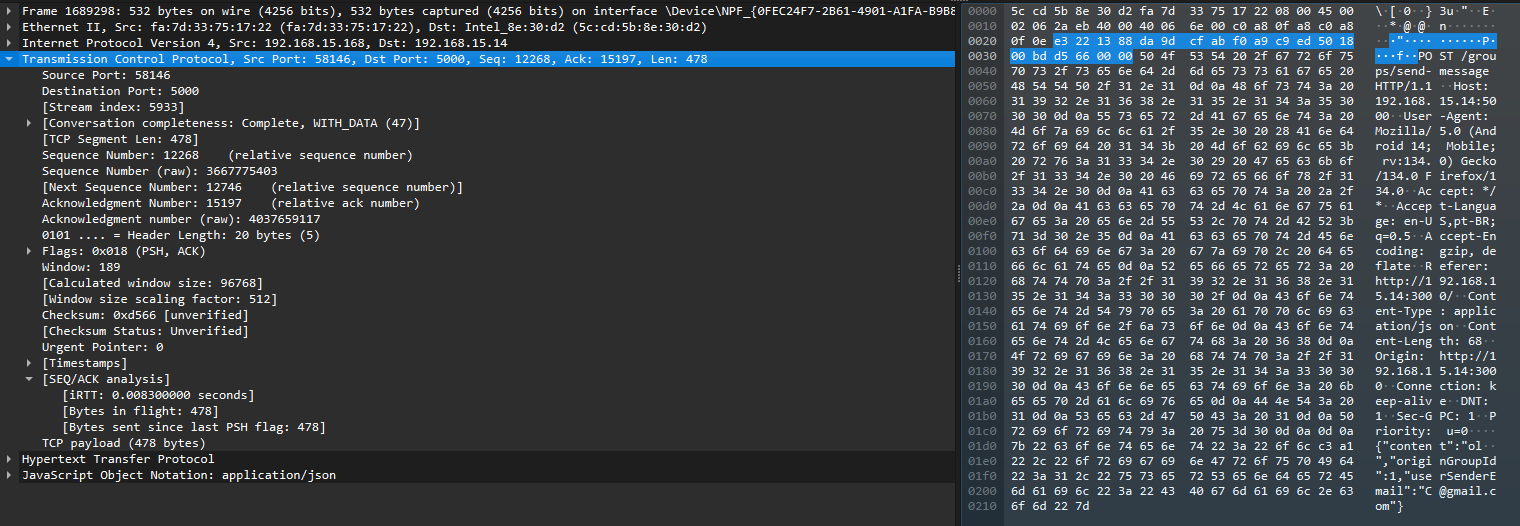 Frame 1689298: 532 bytes on wire (4256 bits), 532 bytes captured (4256 bits) on interface \Device\NPF_{0FEC24F7-2B61-4901-A1FA-B9B8
Ethernet II, Src: fa:7d:33:75:17:22 (fa:7d:33:75:17:22), Dst: Intel_8e:30:d2 (5c:cd:5b:8e:30:d2)
Internet Protocol Version 4, Src: 192.168.15.168, Dst: 192.168.15.14
Transmission Control Protocol, Src Port: 58146, Dst Port: 5000, Seq: 12268, Ack: 15197, Len: 478
Source Port: 58146
Destination Port: 5000
[Stream index: 5933]
[Conversation completeness: Complete, WITH_DATA (47)]
[TCP Segment Len: 478]
Sequence Number: 12268    (relative sequence number)
Sequence Number (raw): 3667775403
[Next Sequence Number: 12746    (relative sequence number)]
Acknowledgment Number: 15197    (relative ack number)
Acknowledgment number (raw): 4037659117
0101 .... = Header Length: 20 bytes (5)
Flags: 0x018 (PSH, ACK)
Window: 189
[Calculated window size: 96768]
[Window size scaling factor: 512]
Checksum: 0xd566 [unverified]
[Checksum Status: Unverified]
Urgent Pointer: 0
[Timestamps]
[SEQ/ACK analysis]
[iRTT: 0.008300000 seconds]
[Bytes in flight: 478]
[Bytes sent since last PSH flag: 478]
TCP payload (478 bytes)
Hypertext Transfer Protocol
JavaScript Object Notation: application/json
0000 5c cd 5b 8e 30 d2 fa 7d 33 75 17 22 08 00 45 00 \·[·0··} 3u·"··E·
0010 02 06 2a eb 40 00 40 06 6e 00 c0 a8 0f a8 c0 a8 ··*·@·@· n·······
0020 0f 0e e3 22 13 88 da 9d cf ab f0 a9 c9 ed 50 18 ···"···· ······P·
0030 00 bd d5 66 00 00 50 4f 53 54 20 2f 67 72 6f 75 ···f··PO ST /grou
0040 70 73 2f 73 65 6e 64 2d 6d 65 73 73 61 67 65 20 ps/send- message
0050 48 54 54 50 2f 31 2e 31 0d 0a 48 6f 73 74 3a 20 HTTP/1.1 ··Host:
0060 31 39 32 2e 31 36 38 2e 31 35 2e 31 34 3a 35 30 192.168. 15.14:50
0070 30 30 0d 0a 55 73 65 72 2d 41 67 65 6e 74 3a 20 00··User -Agent:
0080 4d 6f 7a 69 6c 6c 61 2f 35 2e 30 20 28 41 6e 64 Mozilla/ 5.0 (And
0090 72 6f 69 64 20 31 34 3b 20 4d 6f 62 69 6c 65 3b roid 14;  Mobile;
00a0 20 72 76 3a 31 33 34 2e 30 29 20 47 65 63 6b 6f  rv:134. 0) Gecko
00b0 2f 31 33 34 2e 30 20 46 69 72 65 66 6f 78 2f 31 /134.0 F irefox/1
00c0 33 34 2e 30 0d 0a 41 63 63 65 70 74 3a 20 2a 2f 34.0··Ac cept: */
00d0 2a 0d 0a 41 63 63 65 70 74 2d 4c 61 6e 67 75 61 *··Accep t-Langua
00e0 67 65 3a 20 65 6e 2d 55 53 2c 70 74 2d 42 52 3b ge: en-U S,pt-BR;
00f0 71 3d 30 2e 35 0d 0a 41 63 63 65 70 74 2d 45 6e q=0.5··A ccept-En
0100 63 6f 64 69 6e 67 3a 20 67 7a 69 70 2c 20 64 65 coding:  gzip, de
0110 66 6c 61 74 65 0d 0a 52 65 66 65 72 65 72 3a 20 flate··R eferer:
0120 68 74 74 70 3a 2f 2f 31 39 32 2e 31 36 38 2e 31 http://1 92.168.1
0130 35 2e 31 34 3a 33 30 30 30 2f 0d 0a 43 6f 6e 74 5.14:300 0/··Cont
0140 65 6e 74 2d 54 79 70 65 3a 20 61 70 70 6c 69 63 ent-Type : applic
0150 61 74 69 6f 6e 2f 6a 73 6f 6e 0d 0a 43 6f 6e 74 ation/js on··Cont
0160 65 6e 74 2d 4c 65 6e 67 74 68 3a 20 36 38 0d 0a ent-Leng th: 68··
0170 4f 72 69 67 69 6e 3a 20 68 74 74 70 3a 2f 2f 31 Origin:  http://1
0180 39 32 2e 31 36 38 2e 31 35 2e 31 34 3a 33 30 30 92.168.1 5.14:300
0190 30 0d 0a 43 6f 6e 6e 65 63 74 69 6f 6e 3a 20 6b 0··Conne ction: k
01a0 65 65 70 2d 61 6c 69 76 65 0d 0a 44 4e 54 3a 20 eep-aliv e··DNT:
01b0 31 0d 0a 53 65 63 2d 47 50 43 3a 20 31 0d 0a 50 1··Sec-G PC: 1··P
01c0 72 69 6f 72 69 74 79 3a 20 75 3d 30 0d 0a 0d 0a riority:  u=0····
01d0 7b 22 63 6f 6e 74 65 6e 74 22 3a 22 6f 6c c3 a1 {"conten t":"ol··
01e0 22 2c 22 6f 72 69 67 69 6e 47 72 6f 75 70 49 64 ","origi nGroupId
01f0 22 3a 31 2c 22 75 73 65 72 53 65 6e 64 65 72 45 ":1,"use rSenderE
0200 6d 61 69 6c 22 3a 22 43 40 67 6d 61 69 6c 2e 63 mail":"C @gmail.c
0210 6f 6d 22 7d om"}